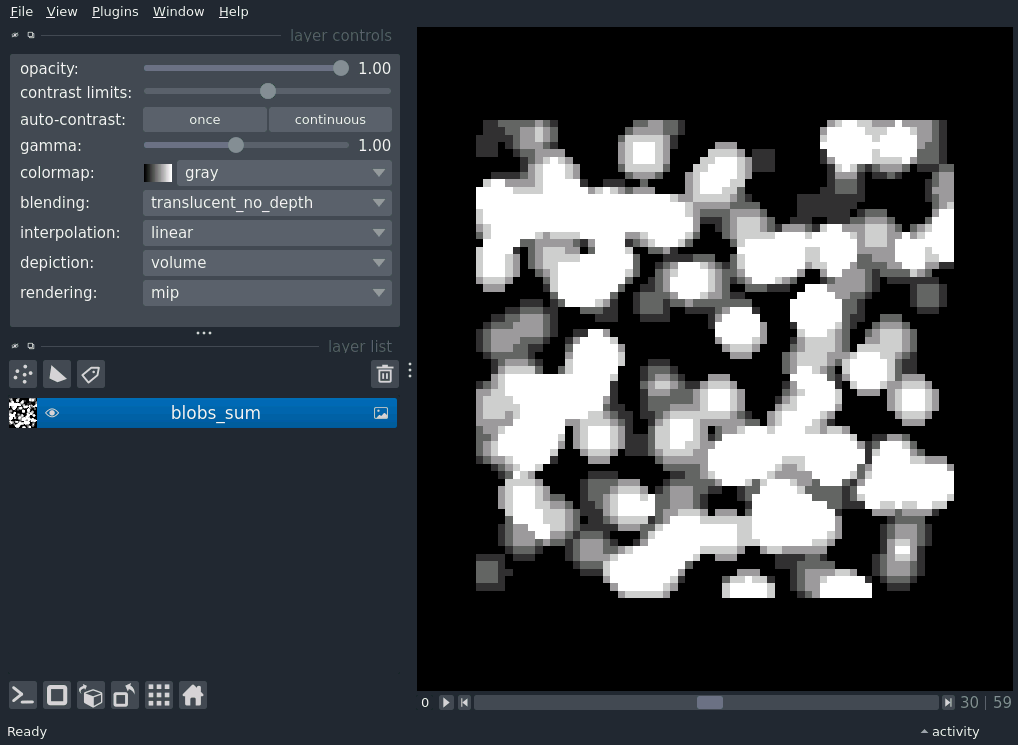 File View Plugins Window Help
layer controls
opacity: 1.00
contrast limits:
auto-contrast: once continuous
gamma: 1.00
colormap: gray
blending: translucent_no_depth
interpolation: linear
depiction: volume
rendering: mip
layer list
blobs_sum
0 30 | 59
Ready activity